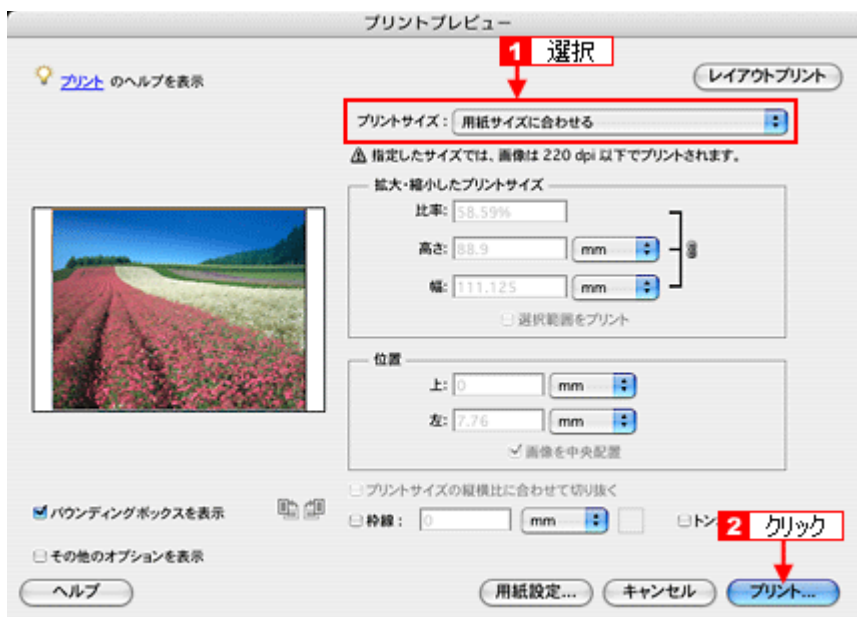 プリントプレビュー
1 選択
プリント のヘルプを表示
レイアウトプリント
プリントサイズ： 用紙サイズに合わせる
指定したサイズでは、画像は 220 dpi 以下でプリントされます。
拡大・縮小したプリントサイズ
比率: 58.59%
高さ: 88.9 mm
幅: 111.125 mm
選択範囲をプリント
位置
上: 0 mm
左: 7.76 mm
画像を中央配置
プリントサイズの縦横比に合わせて切り抜く
バウンディングボックスを表示
枠線： 0 mm
トン
2 クリック
その他のオプションを表示
ヘルプ
用紙設定...
キャンセル
プリント...